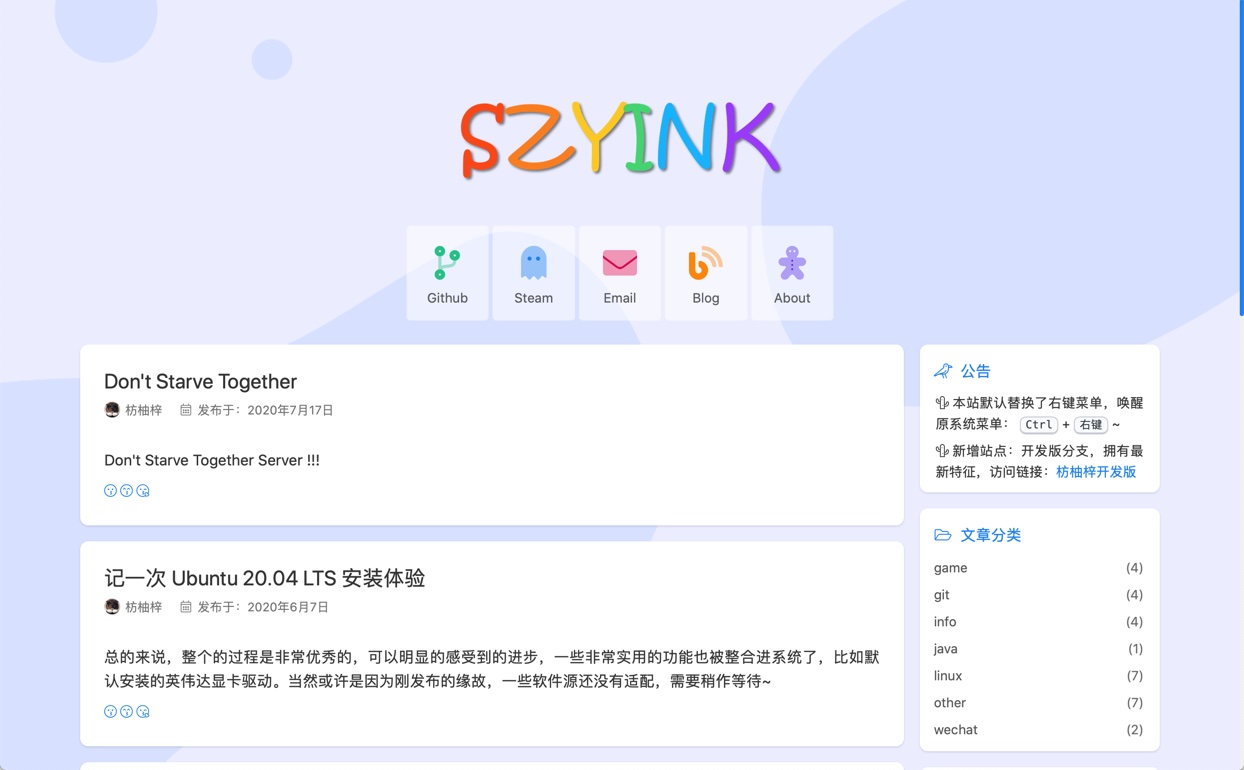 SZYINK
Github Steam Email Blog About
Don't Starve Together
枋柚梓 发布于：2020年7月17日
Don't Starve Together Server !!!
记一次 Ubuntu 20.04 LTS 安装体验
枋柚梓 发布于：2020年6月7日
总的来说，整个的过程是非常优秀的，可以明显的感受到的进步，一些非常实用的功能也被整合进系统了，比如默
认安装的英伟达显卡驱动。当然或许是因为刚发布的缘故，一些软件源还没有适配，需要稍作等待~
公告
本站默认替换了右键菜单，唤醒
原系统菜单： Ctrl + 右键 ~
新增站点：开发版分支，拥有最
新特征，访问链接：枋柚梓开发版
文章分类
game (4)
git (4)
info (4)
java (1)
linux (7)
other (7)
wechat (2)